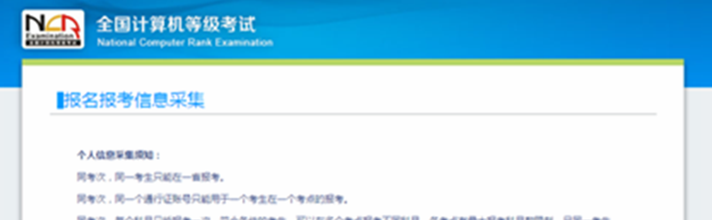 NCR
Examination
全国计算机等级考试
National Computer Rank Examination
报名报考信息采集
个人信息采集须知：
同考次，同一考生只能在一省报考。
同考次，同一个通行证账号只能用于一个考生在一个考点的报考。